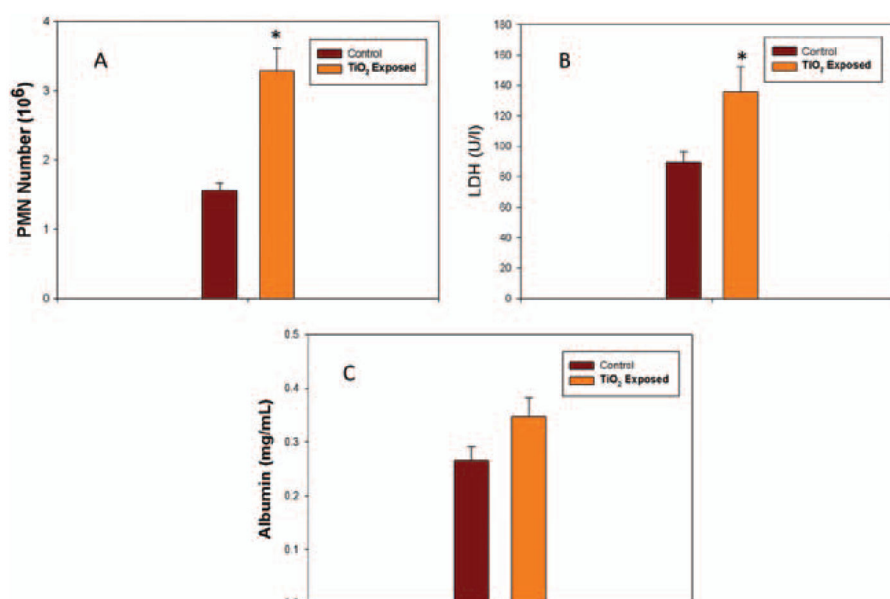 A
PMN Number (10⁶)
4
3
2
1
0
*
Control
TiO₂ Exposed
B
LDH (U/l)
180
160
140
120
100
80
60
40
20
0
*
Control
TiO₂ Exposed
C
Albumin (mg/mL)
0.5
0.4
0.3
0.2
0.1
Control
TiO₂ Exposed